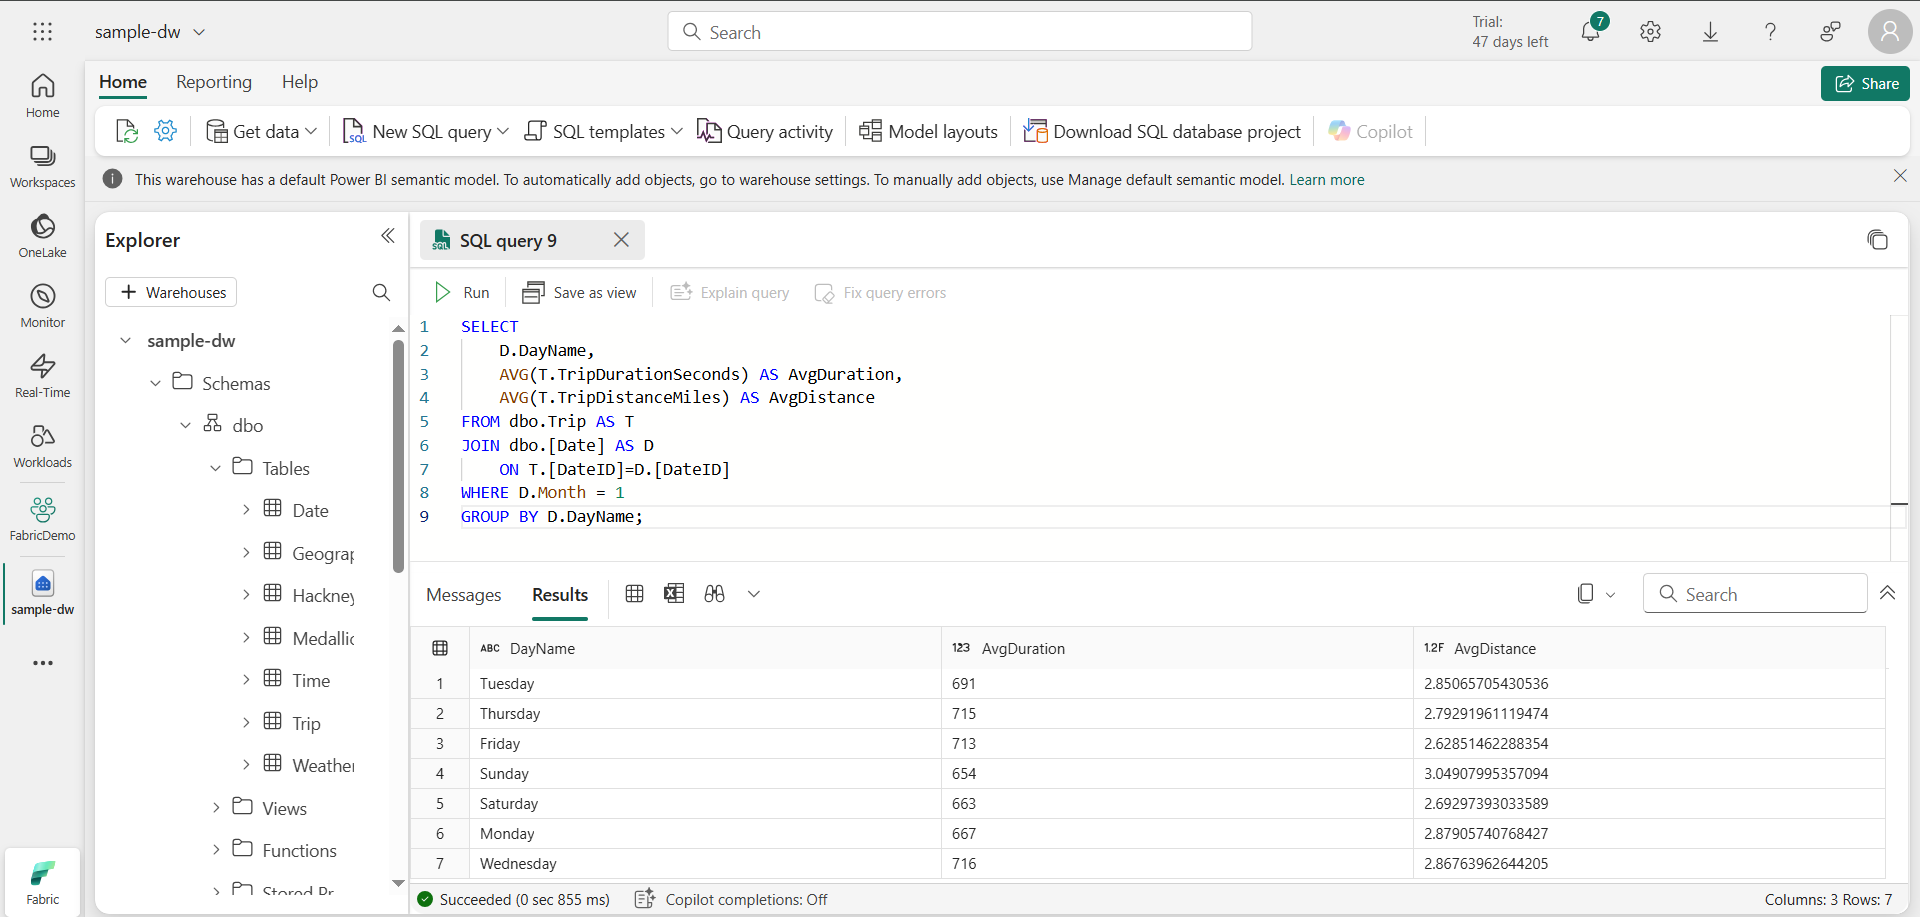 sample-dw
Search
Trial:
47 days left
7
Home
Reporting
Help
Share
Get data
New SQL query
SQL templates
Query activity
Model layouts
Download SQL database project
Copilot
This warehouse has a default Power BI semantic model. To automatically add objects, go to warehouse settings. To manually add objects, use Manage default semantic model. Learn more
Home
Workspaces
OneLake
Monitor
Real-Time
Workloads
FabricDemo
sample-dw
Fabric
Explorer
Warehouses
sample-dw
Schemas
dbo
Tables
Date
Geograp
Hackney
Medallic
Time
Trip
Weather
Views
Functions
Stored Pr
SQL query 9
Run
Save as view
Explain query
Fix query errors
1 SELECT
2 D.DayName,
3 AVG(T.TripDurationSeconds) AS AvgDuration,
4 AVG(T.TripDistanceMiles) AS AvgDistance
5 FROM dbo.Trip AS T
6 JOIN dbo.[Date] AS D
7 ON T.[DateID]=D.[DateID]
8 WHERE D.Month = 1
9 GROUP BY D.DayName;
Messages
Results
Search
ABC DayName 123 AvgDuration 1.2F AvgDistance
1 Tuesday 691 2.85065705430536
2 Thursday 715 2.79291961119474
3 Friday 713 2.62851462288354
4 Sunday 654 3.04907995357094
5 Saturday 663 2.69297393033589
6 Monday 667 2.87905740768427
7 Wednesday 716 2.86763962644205
Succeeded (0 sec 855 ms)
Copilot completions: Off
Columns: 3 Rows: 7